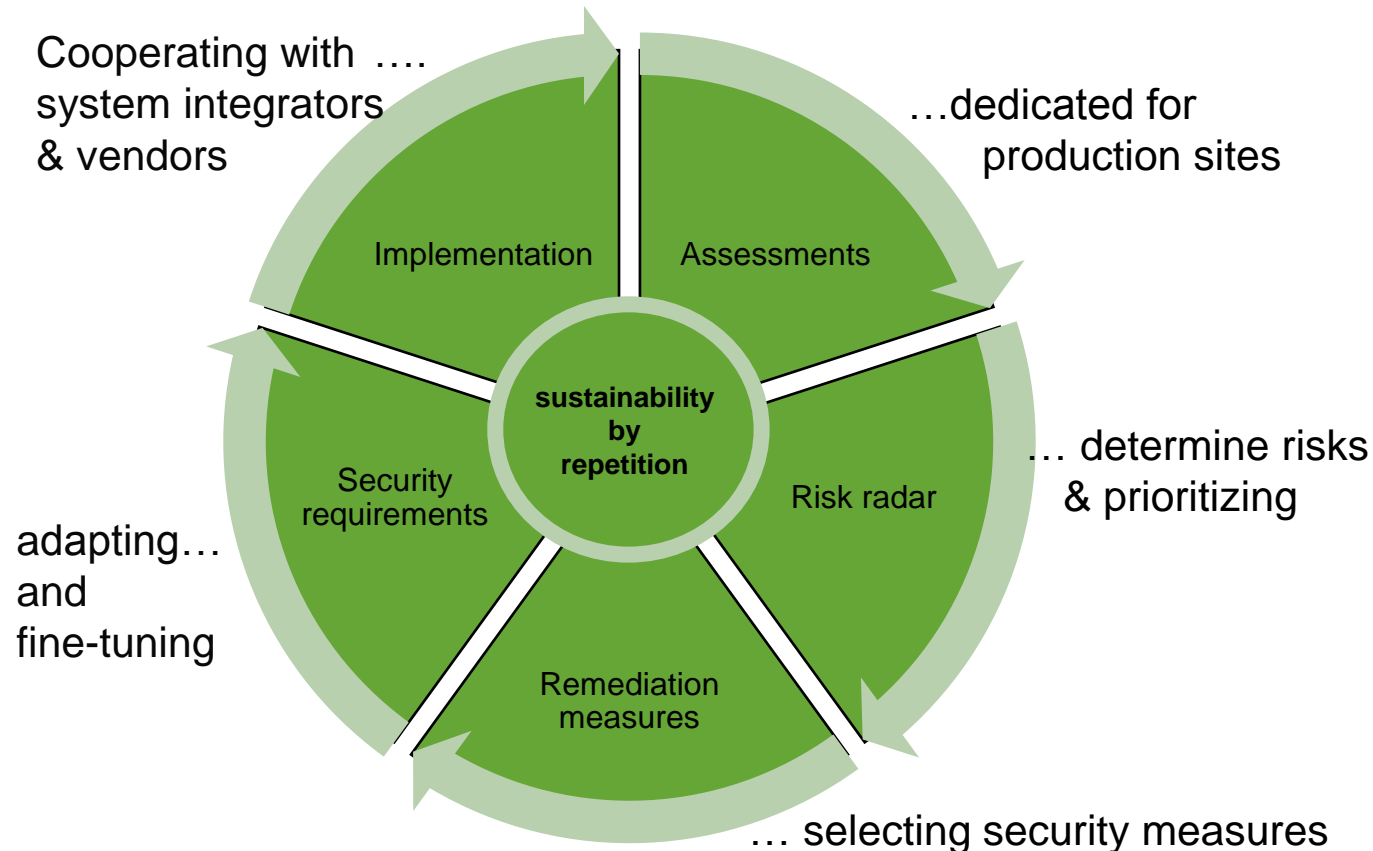 Cooperating with ….
system integrators
& vendors
…dedicated for
production sites
Implementation
Assessments
sustainability
by
repetition
Security
requirements
Risk radar
… determine risks
& prioritizing
adapting…
and
fine-tuning
Remediation
measures
… selecting security measures